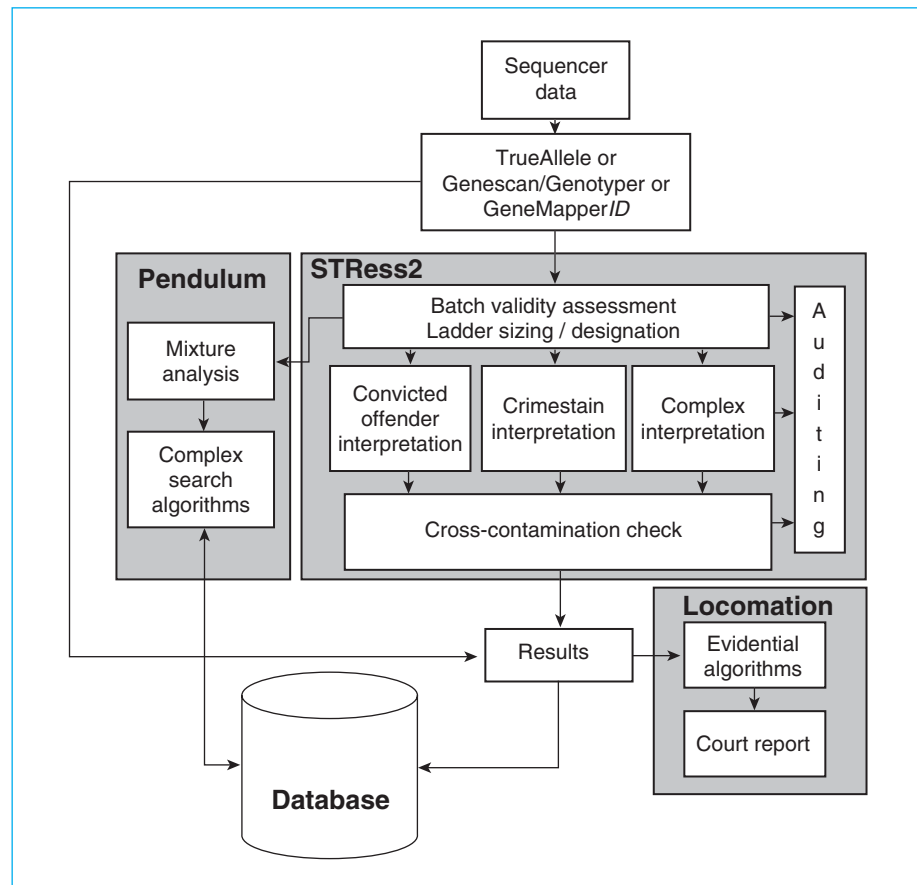 Sequencer
data
TrueAllele or
Genescan/Genotyper or
GeneMapperID
Pendulum
Mixture
analysis
Complex
search
algorithms
STRess2
Batch validity assessment
Ladder sizing / designation
Convicted
offender
interpretation
Crimestain
interpretation
Complex
interpretation
A
u
d
i
t
i
n
g
Cross-contamination check
Results
Locomation
Evidential
algorithms
Court report
Database